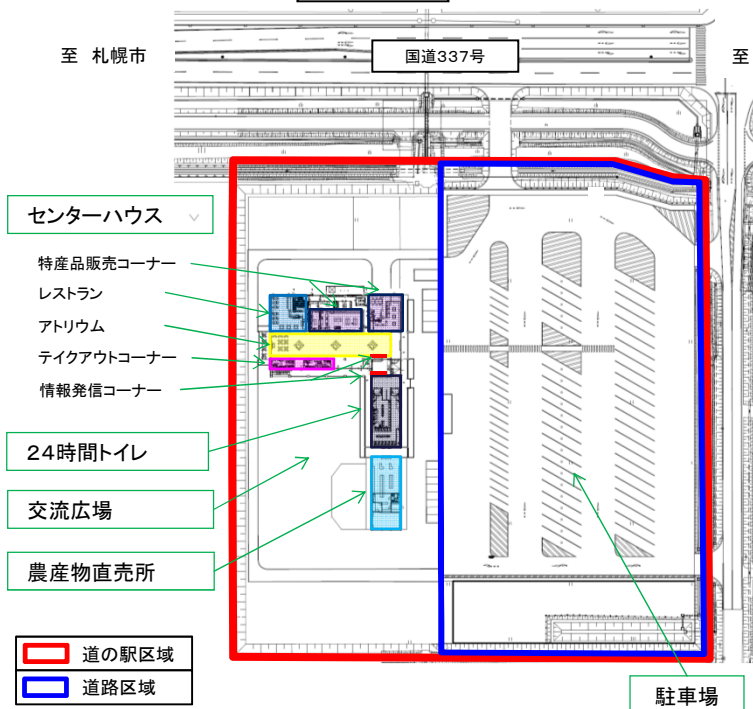 至 札幌市
国道337号
至
センターハウス
特産品販売コーナー
レストラン
アトリウム
テイクアウトコーナー
情報発信コーナー
24時間トイレ
交流広場
農産物直売所
道の駅区域
道路区域
駐車場